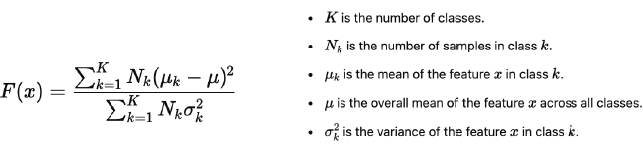 F(x) = \frac{\sum_{k=1}^{K} N_k(\mu_k - \mu)^2}{\sum_{k=1}^{K} N_k\sigma_k^2}
• K is the number of classes.
• N_k is the number of samples in class k.
• μ_k is the mean of the feature x in class k.
• μ is the overall mean of the feature x across all classes.
• σ_k^2 is the variance of the feature x in class k.